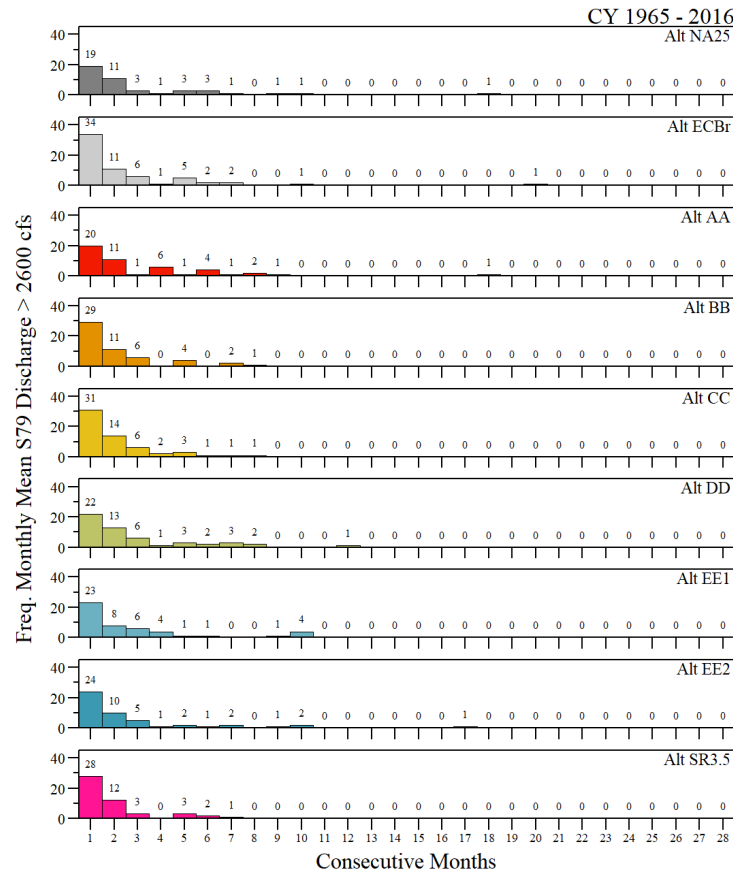 CY 1965 - 2016
Alt NA25
40
20
0
19 11 3 1 3 3 1 0 1 1 0 0 0 0 0 0 0 1 0 0 0 0 0 0 0 0 0 0
Alt ECBr
40
20
0
34 11 6 1 5 2 2 0 0 1 0 0 0 0 0 0 0 0 0 1 0 0 0 0 0 0 0 0
Alt AA
40
20
0
20 11 1 6 1 4 1 2 1 0 0 0 0 0 0 0 0 1 0 0 0 0 0 0 0 0 0 0
Alt BB
40
20
0
29 11 6 0 4 0 2 1 0 0 0 0 0 0 0 0 0 0 0 0 0 0 0 0 0 0 0 0
Alt CC
40
20
0
31 14 6 2 3 1 1 1 0 0 0 0 0 0 0 0 0 0 0 0 0 0 0 0 0 0 0 0
Alt DD
40
20
0
22 13 6 1 3 2 3 2 0 0 0 1 0 0 0 0 0 0 0 0 0 0 0 0 0 0 0 0
Alt EE1
40
20
0
23 8 6 4 1 1 0 0 1 4 0 0 0 0 0 0 0 0 0 0 0 0 0 0 0 0 0 0
Alt EE2
40
20
0
24 10 5 1 2 1 2 0 1 2 0 0 0 0 0 0 1 0 0 0 0 0 0 0 0 0 0 0
Alt SR3.5
40
20
0
28 12 3 0 3 2 1 0 0 0 0 0 0 0 0 0 0 0 0 0 0 0 0 0 0 0 0 0
1 2 3 4 5 6 7 8 9 10 11 12 13 14 15 16 17 18 19 20 21 22 23 24 25 26 27 28
Consecutive Months
Freq. Monthly Mean S79 Discharge > 2600 cfs